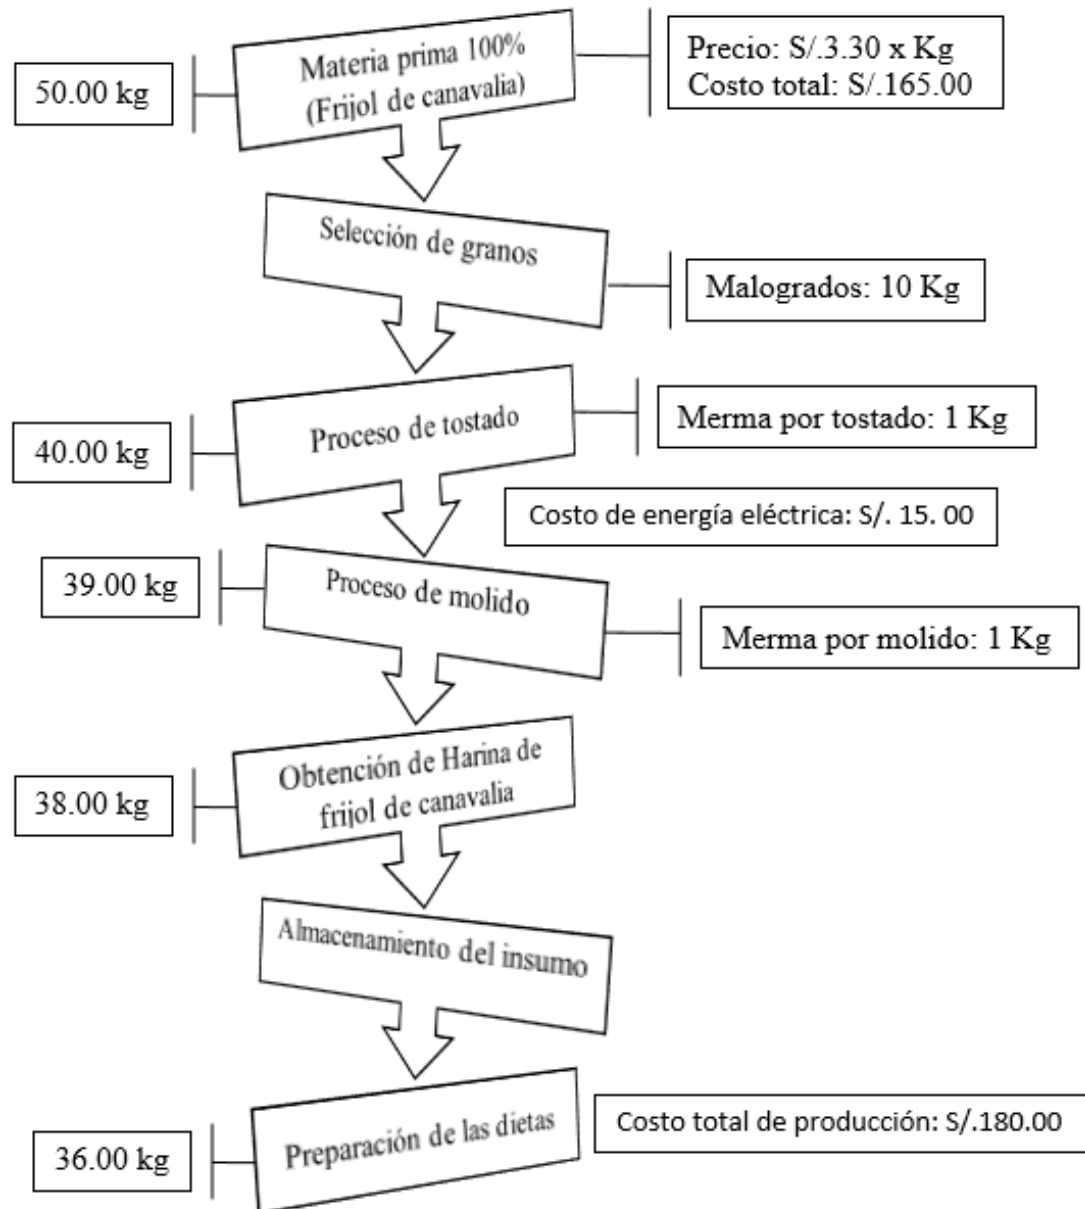 Materia prima 100%
(Frijol de canavalia)
50.00 kg
Precio: S/.3.30 x Kg
Costo total: S/.165.00
Selección de granos
Malogrados: 10 Kg
Proceso de tostado
40.00 kg
Merma por tostado: 1 Kg
Costo de energía eléctrica: S/. 15. 00
39.00 kg
Proceso de molido
Merma por molido: 1 Kg
Obtención de Harina de
frijol de canavalia
38.00 kg
Almacenamiento del insumo
Preparación de las dietas
36.00 kg
Costo total de producción: S/.180.00